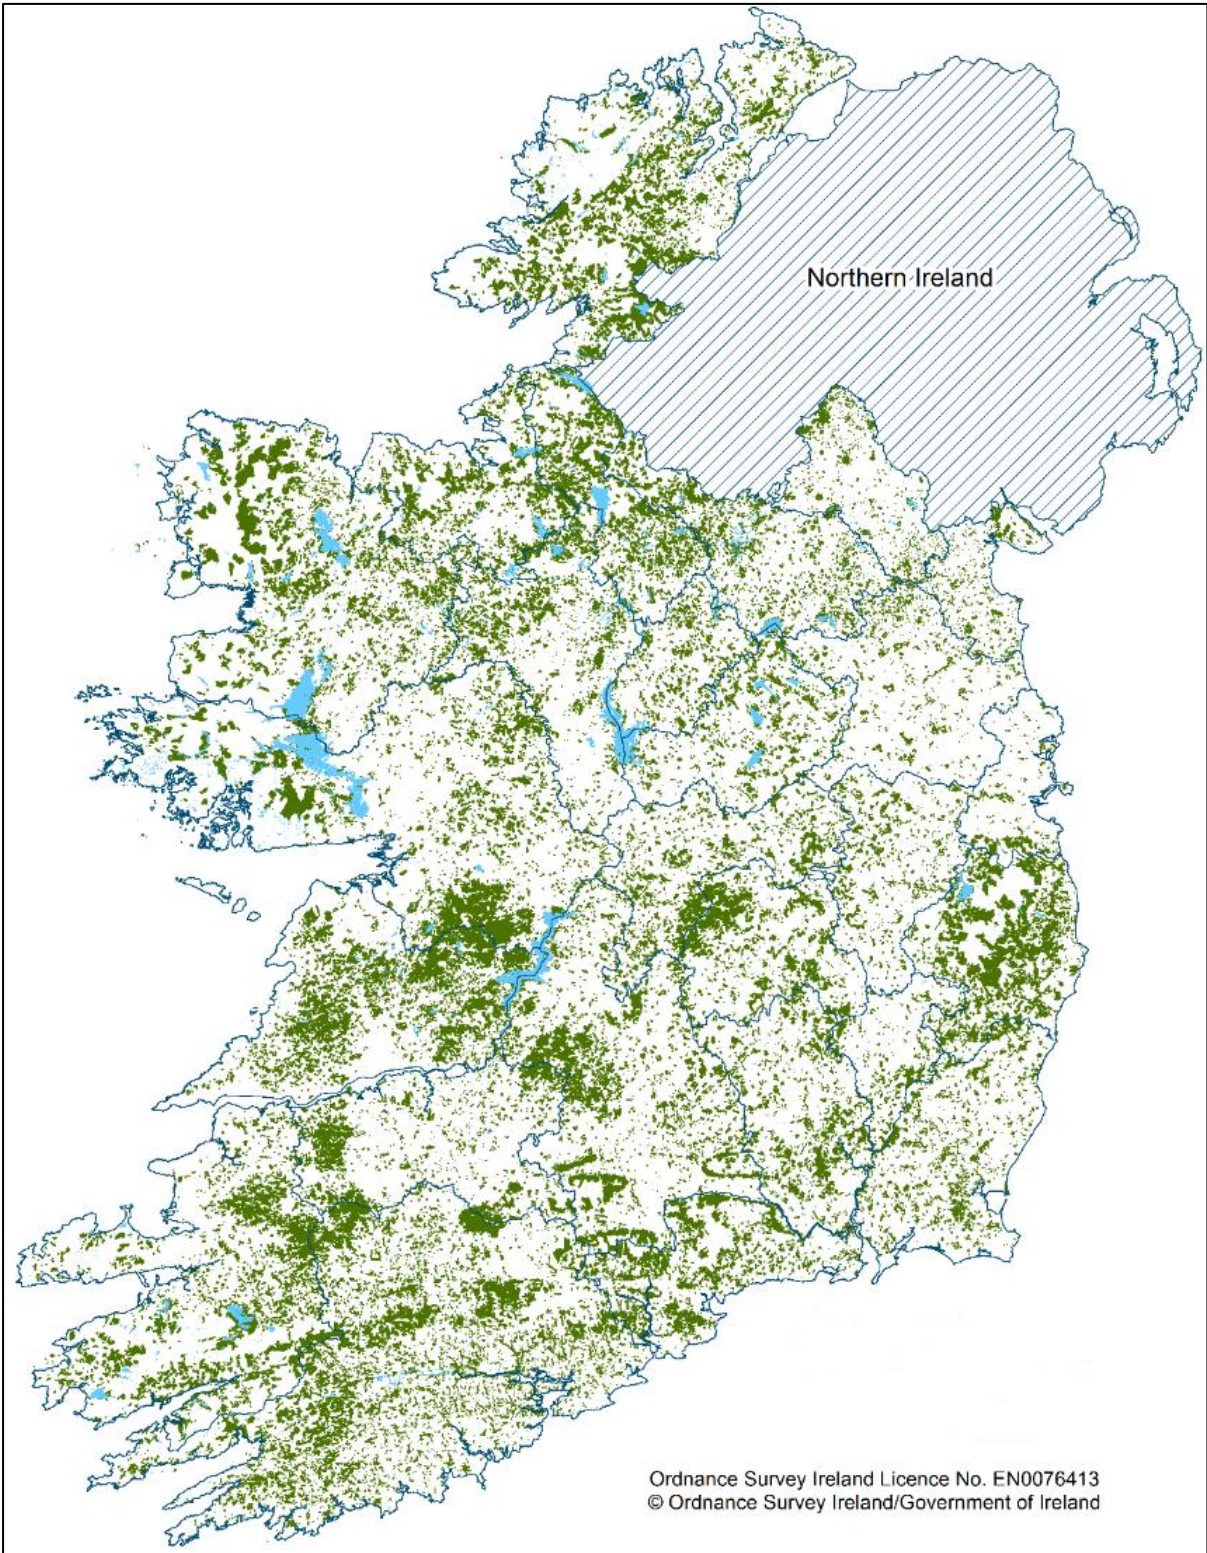 Northern Ireland
Ordnance Survey Ireland Licence No. EN0076413
© Ordnance Survey Ireland/Government of Ireland